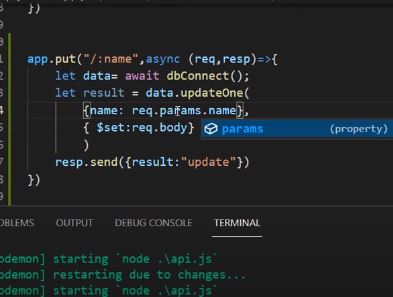 })
app.put("/:name",async (req,resp)=>{
let data= await dbConnect();
let result = data.updateOne(
{name: req.params.name},
{ $set:req.body}
params (property)
)
resp.send({result:"update"})
})
OBLEMS OUTPUT DEBUG CONSOLE TERMINAL
odemon] starting `node .\api.js`
odemon] restarting due to changes...
odemon] starting `node .\api.js`